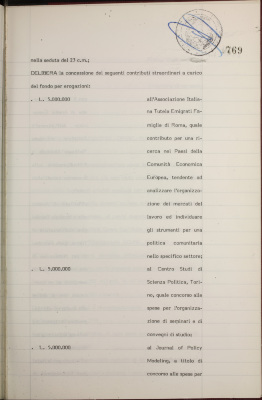 769
nella seduta del 27 c.m.;
DELIBERA la concessione dei seguenti contributi straordinari a carico
del fondo per erogazioni:
. L. 1.000.000
all'Associazione Italia-
na Tutela Emigrati Fa-
miglie di Roma, quale
contributo per una ri-
cerca nei Paesi della
Comunità Economica
Europea, tendente ad
analizzare l'organizza-
zione dei mercati del
lavoro ed individuare
gli strumenti per una
politica comunitaria
nello specifico settore;
. L. 1.000.000
al Centro Studi di
Scienza Politica, Tori-
no, quale concorso alle
spese per l'organizza-
zione di seminari e di
convegni di studio;
. L. 1.000.000
al Journal of Policy
Modeling, a titolo di
concorso alle spese per